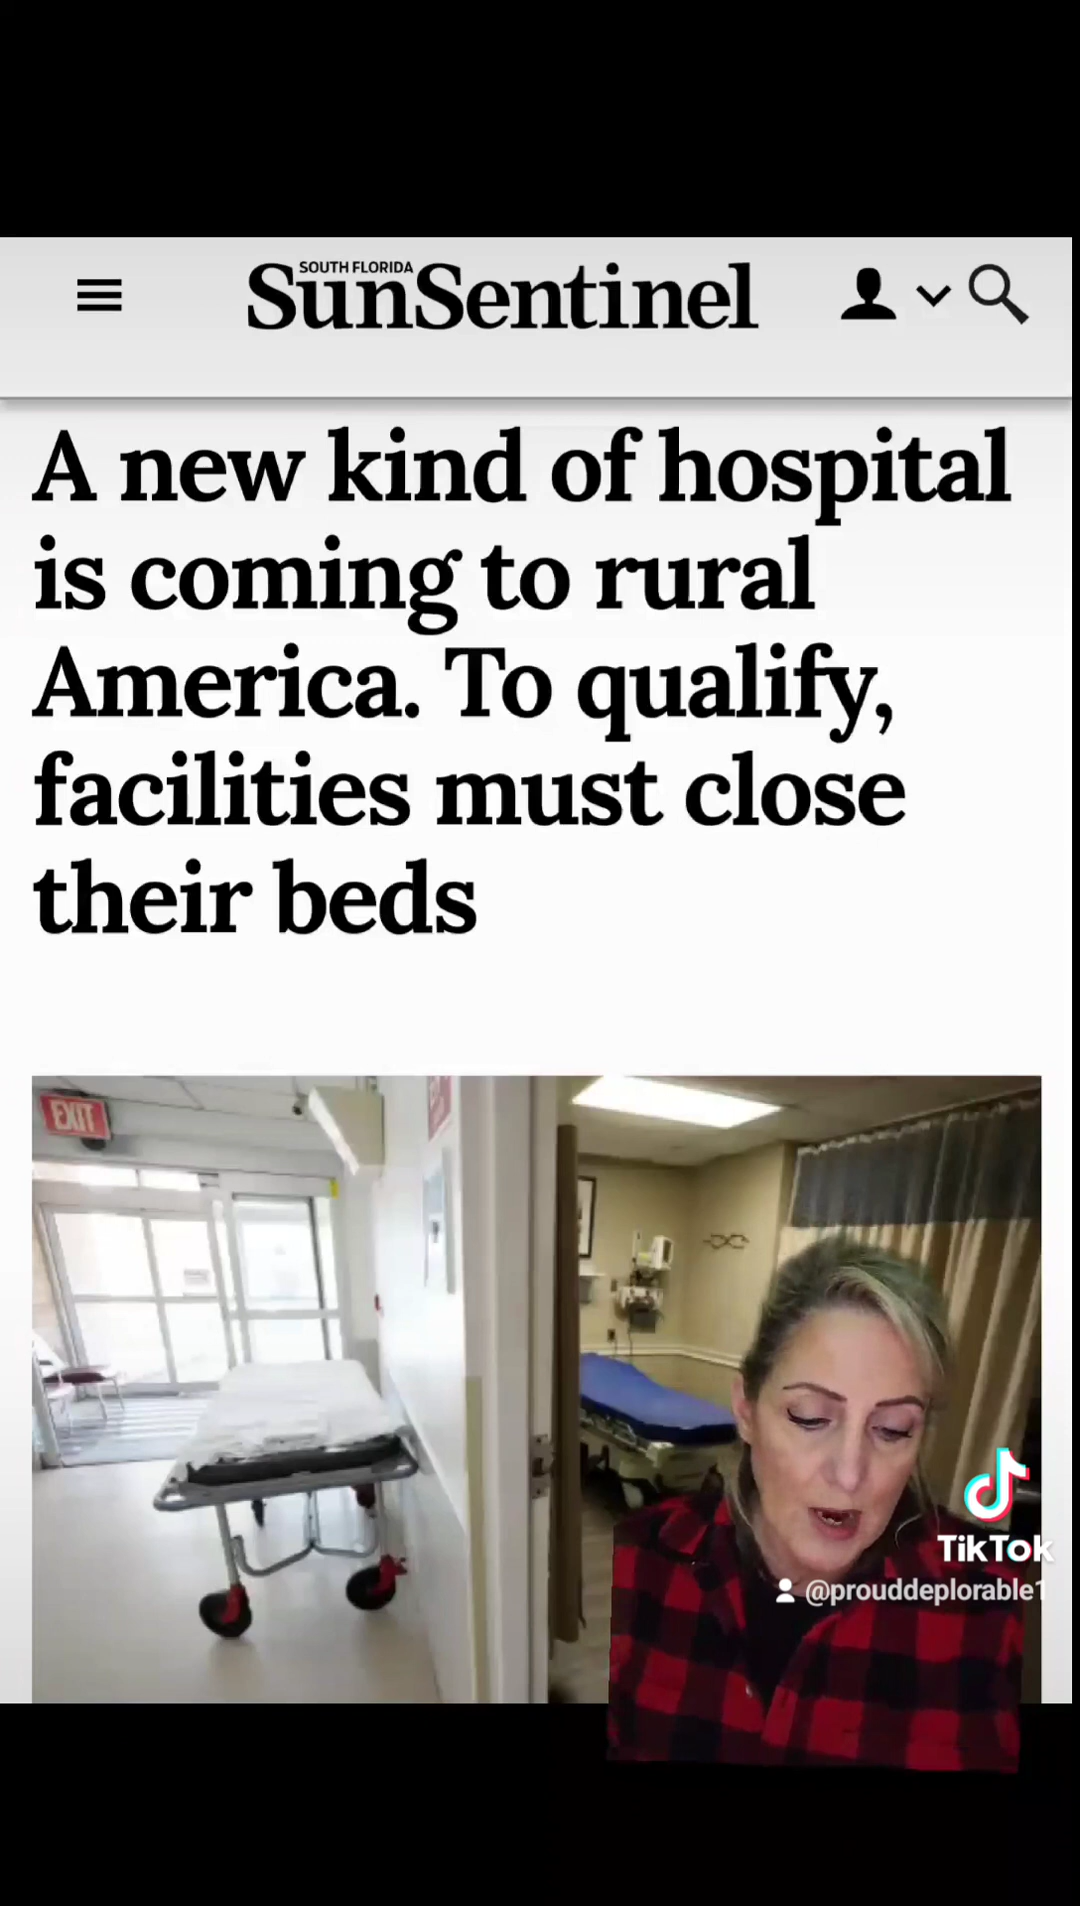 SOUTH FLORIDA
SunSentinel
A new kind of hospital
is coming to rural
America. To qualify,
facilities must close
their beds
EXIT
TikTok
@prouddeplorable1